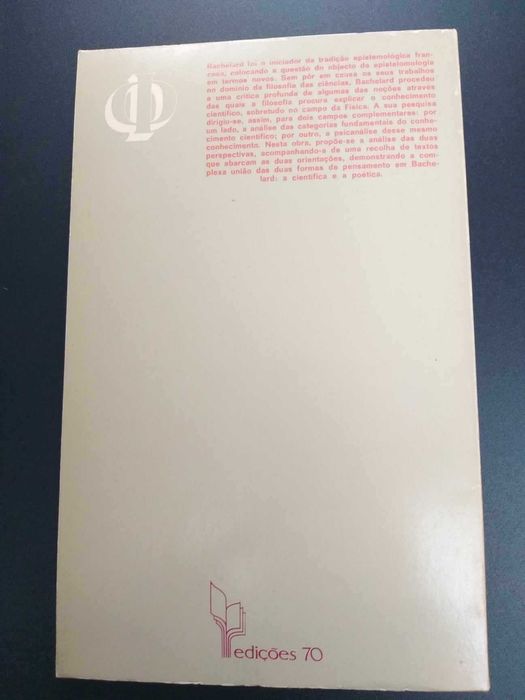 Bachelard foi o iniciador da tradição epistemológica fran-
cesa, colocando a questão do objecto da epistelomologia
em termos novos. Sem pôr em causa os seus trabalhos
no domínio da filosofia das ciências, Bachelard procedeu
a uma crítica profunda de algumas das noções através
das quais a filosofia procura explicar o conhecimento
científico, sobretudo no campo da Física. A sua pesquisa
dirigiu-se, assim, para dois campos complementares: por
um lado, a análise das categorias fundamentais do conhe-
cimento científico; por outro, a psicanálise desse mesmo
conhecimento. Nesta obra, propõe-se a análise das duas
perspectivas, acompanhando-a de uma recolha de textos
que abarcam as duas orientações, demonstrando a com-
plexa união das duas formas de pensamento em Bache-
lard: a científica e a poética.
edições 70